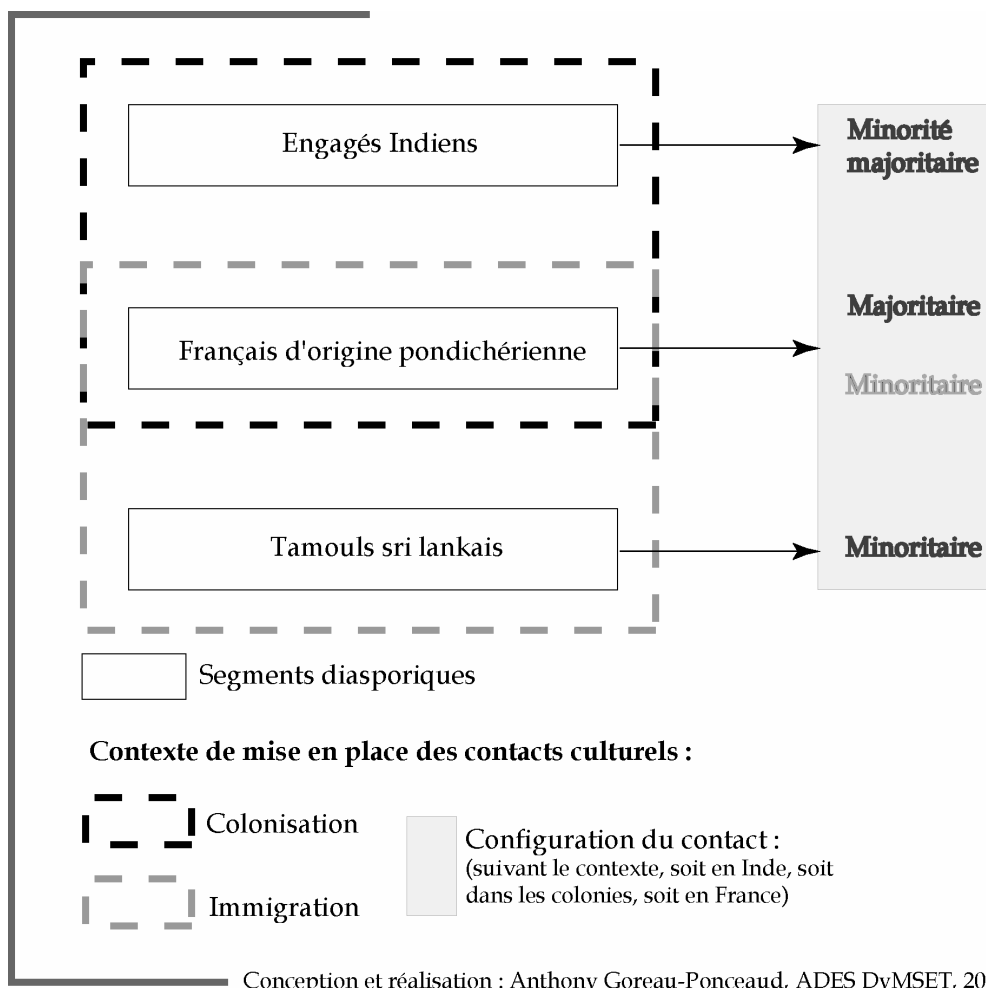 Engagés Indiens
Minorité
majoritaire
Français d'origine pondichérienne
Majoritaire
Minoritaire
Tamouls sri lankais
Minoritaire
Segments diasporiques
Contexte de mise en place des contacts culturels :
Colonisation
Immigration
Configuration du contact :
(suivant le contexte, soit en Inde, soit
dans les colonies, soit en France)
Conception et réalisation : Anthony Goreau-Ponceaud, ADES DyMSET, 20